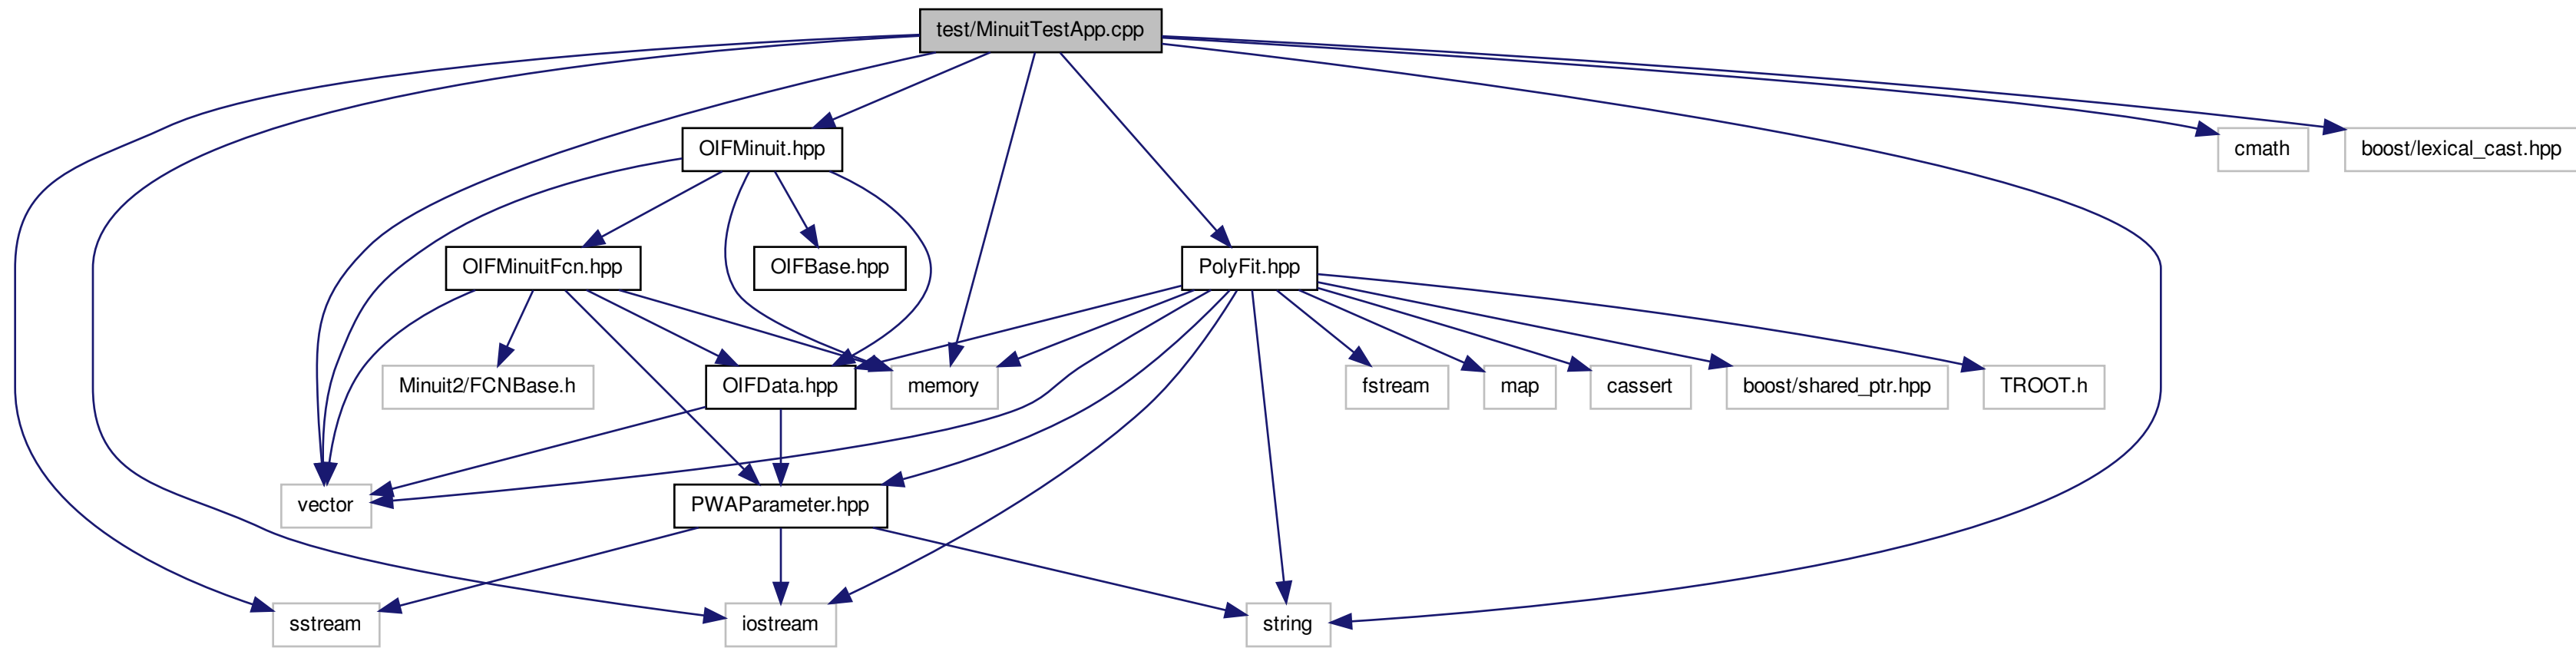 test/MinuitTestApp.cpp
OIFMinuit.hpp
cmath
boost/lexical_cast.hpp
OIFMinuitFcn.hpp
OIFBase.hpp
PolyFit.hpp
Minuit2/FCNBase.h
OIFData.hpp
memory
fstream
map
cassert
boost/shared_ptr.hpp
TROOT.h
vector
PWAParameter.hpp
sstream
iostream
string